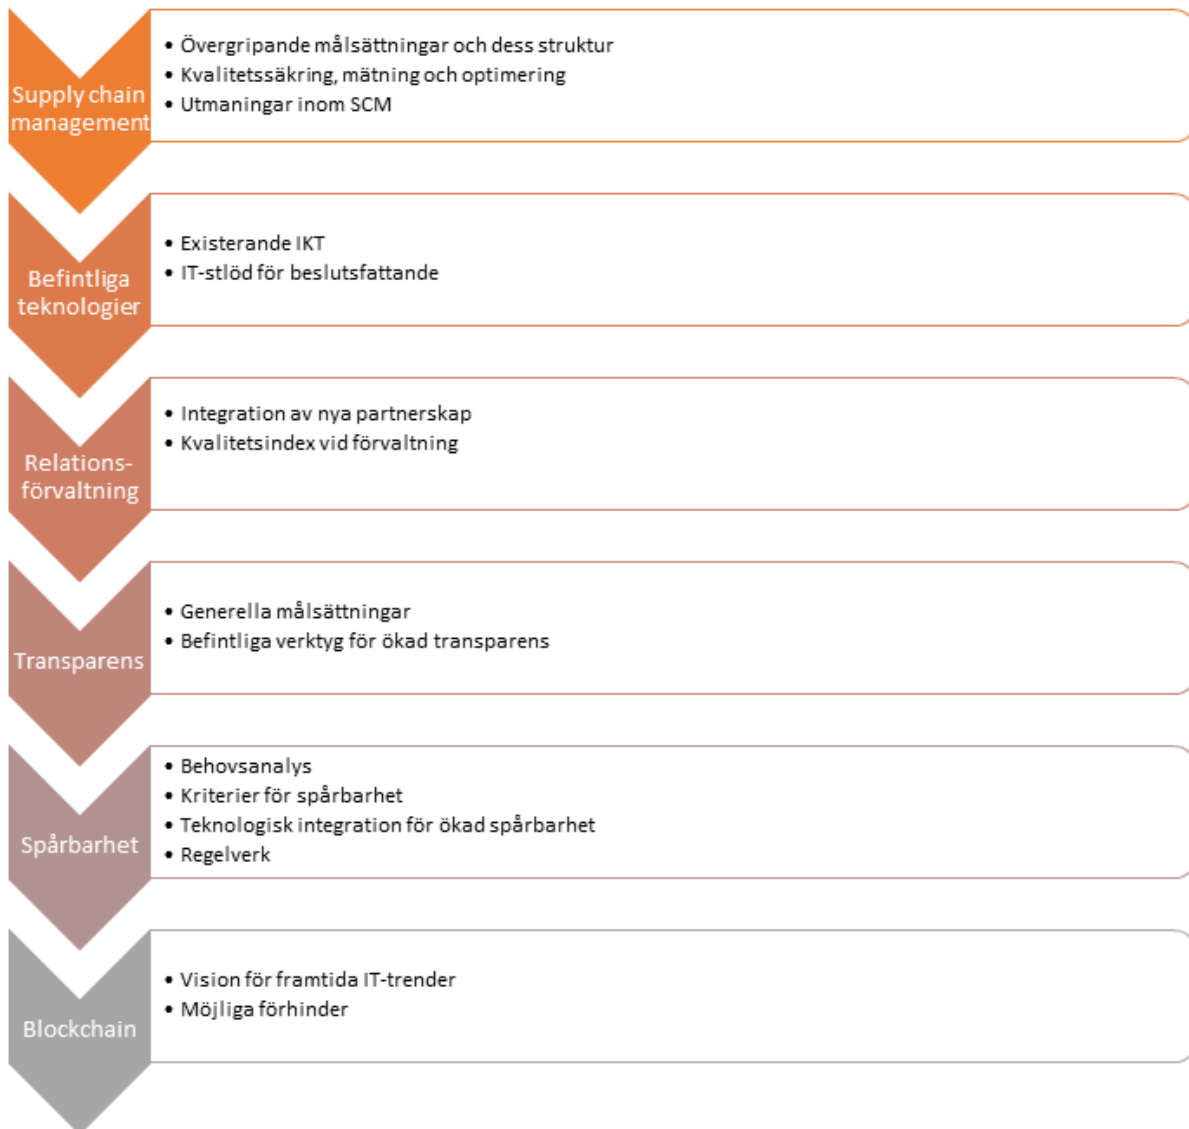 Supply chain
management
• Övergripande målsättningar och dess struktur
• Kvalitetssäkring, mätning och optimering
• Utmaningar inom SCM
Befintliga
teknologier
• Existerande IKT
• IT-stlöd för beslutsfattande
Relations-
förvaltning
• Integration av nya partnerskap
• Kvalitetsindex vid förvaltning
Transparens
• Generella målsättningar
• Befintliga verktyg för ökad transparens
Spårbarhet
• Behovsanalys
• Kriterier för spårbarhet
• Teknologisk integration för ökad spårbarhet
• Regelverk
Blockchain
• Vision för framtida IT-trender
• Möjliga förhinder